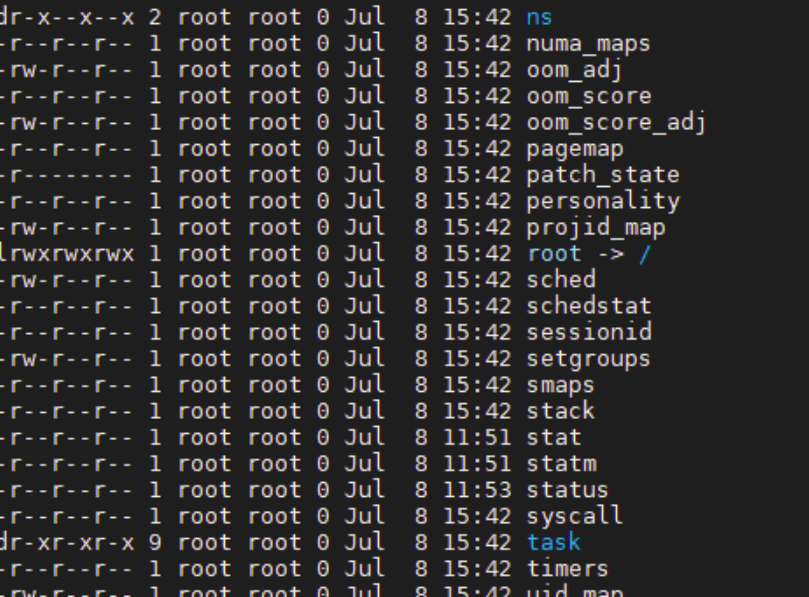 dr-x--x--x 2 root root 0 Jul  8 15:42 ns
-r--r--r-- 1 root root 0 Jul  8 15:42 numa_maps
-rw-r--r-- 1 root root 0 Jul  8 15:42 oom_adj
-r--r--r-- 1 root root 0 Jul  8 15:42 oom_score
-rw-r--r-- 1 root root 0 Jul  8 15:42 oom_score_adj
-r--r--r-- 1 root root 0 Jul  8 15:42 pagemap
-r-------- 1 root root 0 Jul  8 15:42 patch_state
-r--r--r-- 1 root root 0 Jul  8 15:42 personality
-rw-r--r-- 1 root root 0 Jul  8 15:42 projid_map
lrwxrwxrwx 1 root root 0 Jul  8 15:42 root -> /
-rw-r--r-- 1 root root 0 Jul  8 15:42 sched
-r--r--r-- 1 root root 0 Jul  8 15:42 schedstat
-r--r--r-- 1 root root 0 Jul  8 15:42 sessionid
-rw-r--r-- 1 root root 0 Jul  8 15:42 setgroups
-r--r--r-- 1 root root 0 Jul  8 15:42 smaps
-r--r--r-- 1 root root 0 Jul  8 15:42 stack
-r--r--r-- 1 root root 0 Jul  8 11:51 stat
-r--r--r-- 1 root root 0 Jul  8 11:51 statm
-r--r--r-- 1 root root 0 Jul  8 11:53 status
-r--r--r-- 1 root root 0 Jul  8 15:42 syscall
dr-xr-xr-x 9 root root 0 Jul  8 15:42 task
-r--r--r-- 1 root root 0 Jul  8 15:42 timers
-rw-r--r-- 1 root root 0 Jul  8 15:42 uid_map